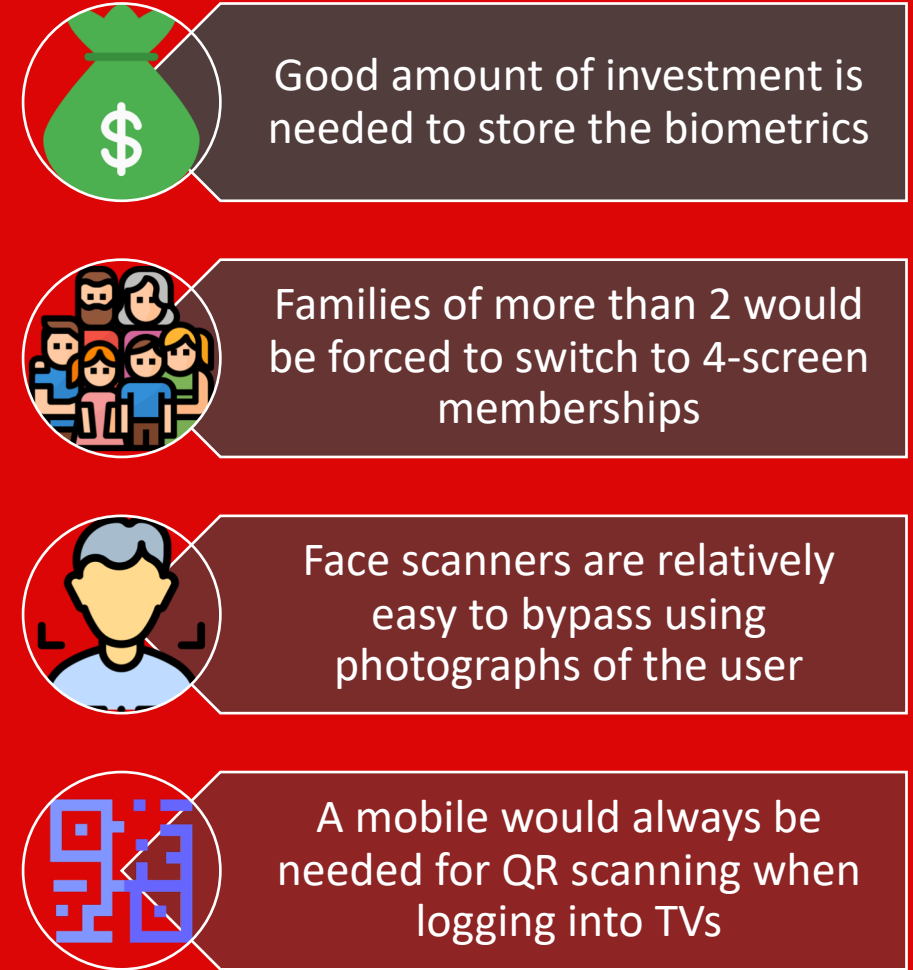 $
Good amount of investment is
needed to store the biometrics
Families of more than 2 would
be forced to switch to 4-screen
memberships
Face scanners are relatively
easy to bypass using
photographs of the user
A mobile would always be
needed for QR scanning when
logging into TVs